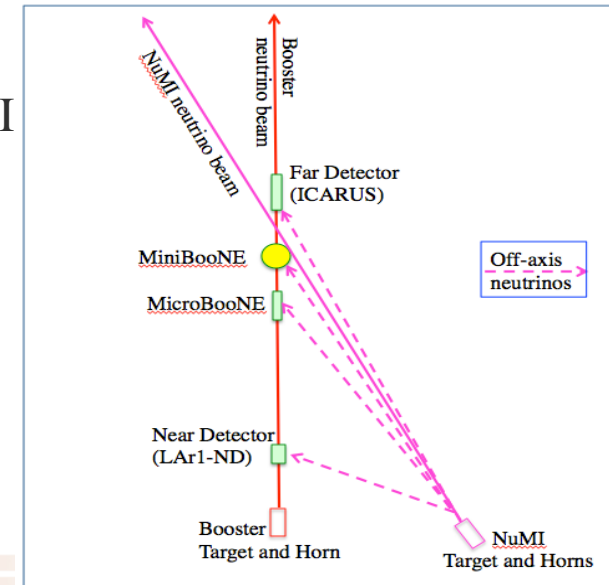 I
NuMI neutrino beam
Booster
neutrino beam
Far Detector
(ICARUS)
MiniBooNE
MicroBooNE
Off-axis
neutrinos
Near Detector
(LAr1-ND)
Booster
Target and Horn
NuMI
Target and Horns